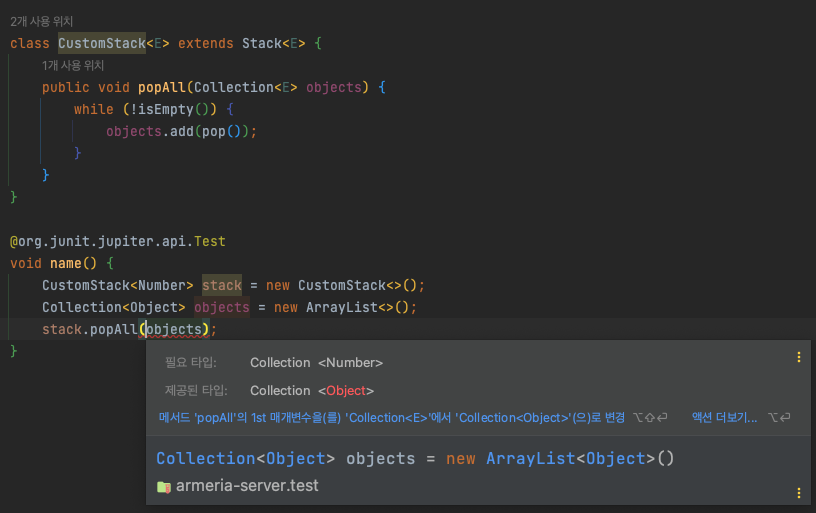 2개 사용 위치
class CustomStack<E> extends Stack<E> {
1개 사용 위치
public void popAll(Collection<E> objects) {
while (!isEmpty()) {
objects.add(pop());
}
}
}
@org.junit.jupiter.api.Test
void name() {
CustomStack<Number> stack = new CustomStack<>();
Collection<Object> objects = new ArrayList<>();
stack.popAll(objects);
}
필요 타입: Collection <Number>
제공된 타입: Collection <Object>
메서드 'popAll'의 1st 매개변수을(를) 'Collection<E>'에서 'Collection<Object>'(으)로 변경 ⌥⇧⏎ 액션 더보기... ⌥⏎
Collection<Object> objects = new ArrayList<Object>()
armeria-server.test